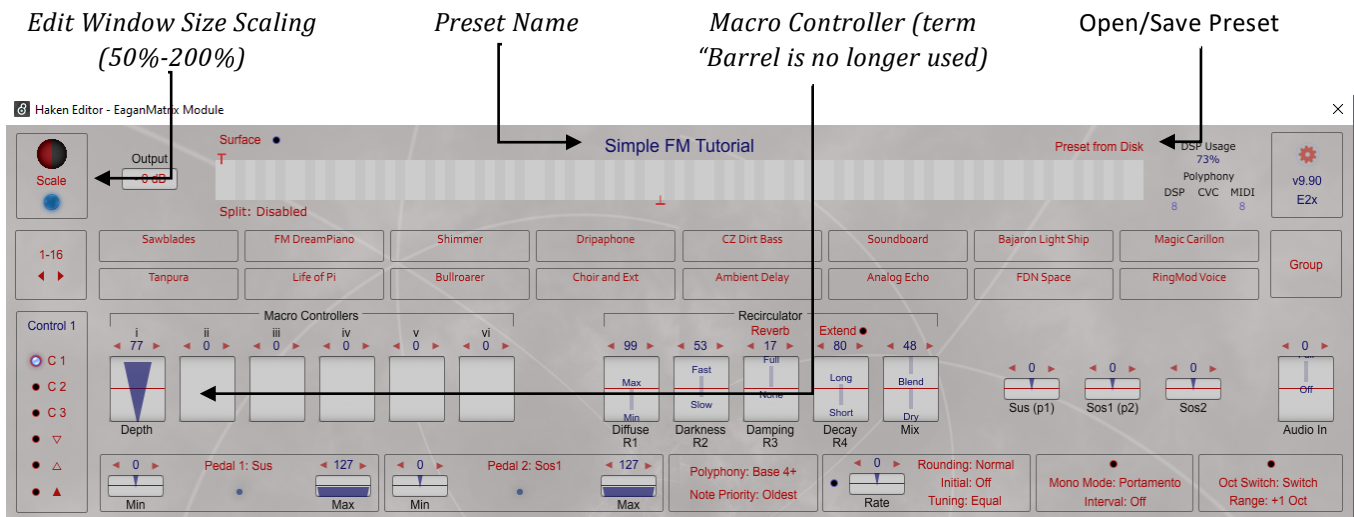 Edit Window Size Scaling
(50%-200%)
Preset Name
Macro Controller (term
“Barrel is no longer used)
Open/Save Preset
Haken Editor - EaganMatrix Module
Scale
Output
- 0 dB
Surface
Simple FM Tutorial
Preset from Disk
Split: Disabled
DSP Usage
73%
Polyphony
DSP CVC MIDI
8 8
v9.90
E2x
1-16
Sawblades
FM DreamPiano
Shimmer
Dripaphone
CZ Dirt Bass
Soundboard
Bajaron Light Ship
Magic Carillon
Tanpura
Life of Pi
Bullroarer
Choir and Ext
Ambient Delay
Analog Echo
FDN Space
RingMod Voice
Group
Control 1
C 1
C 2
C 3
Macro Controllers
i ii iii iv v vi
77 0 0 0 0 0
Depth
Recirculator
Reverb
Extend
99 53 17 80 48
Max
Min
Diffuse
R1
Fast
Slow
Darkness
R2
Full
None
Damping
R3
Long
Short
Decay
R4
Blend
Dry
Mix
0
Sus (p1)
0
Sos1 (p2)
0
Sos2
0
Full
Off
Audio In
0
Min
Pedal 1: Sus
127
Max
0
Min
Pedal 2: Sos1
127
Max
Polyphony: Base 4+
Note Priority: Oldest
0
Rate
Rounding: Normal
Initial: Off
Tuning: Equal
Mono Mode: Portamento
Interval: Off
Oct Switch: Switch
Range: +1 Oct